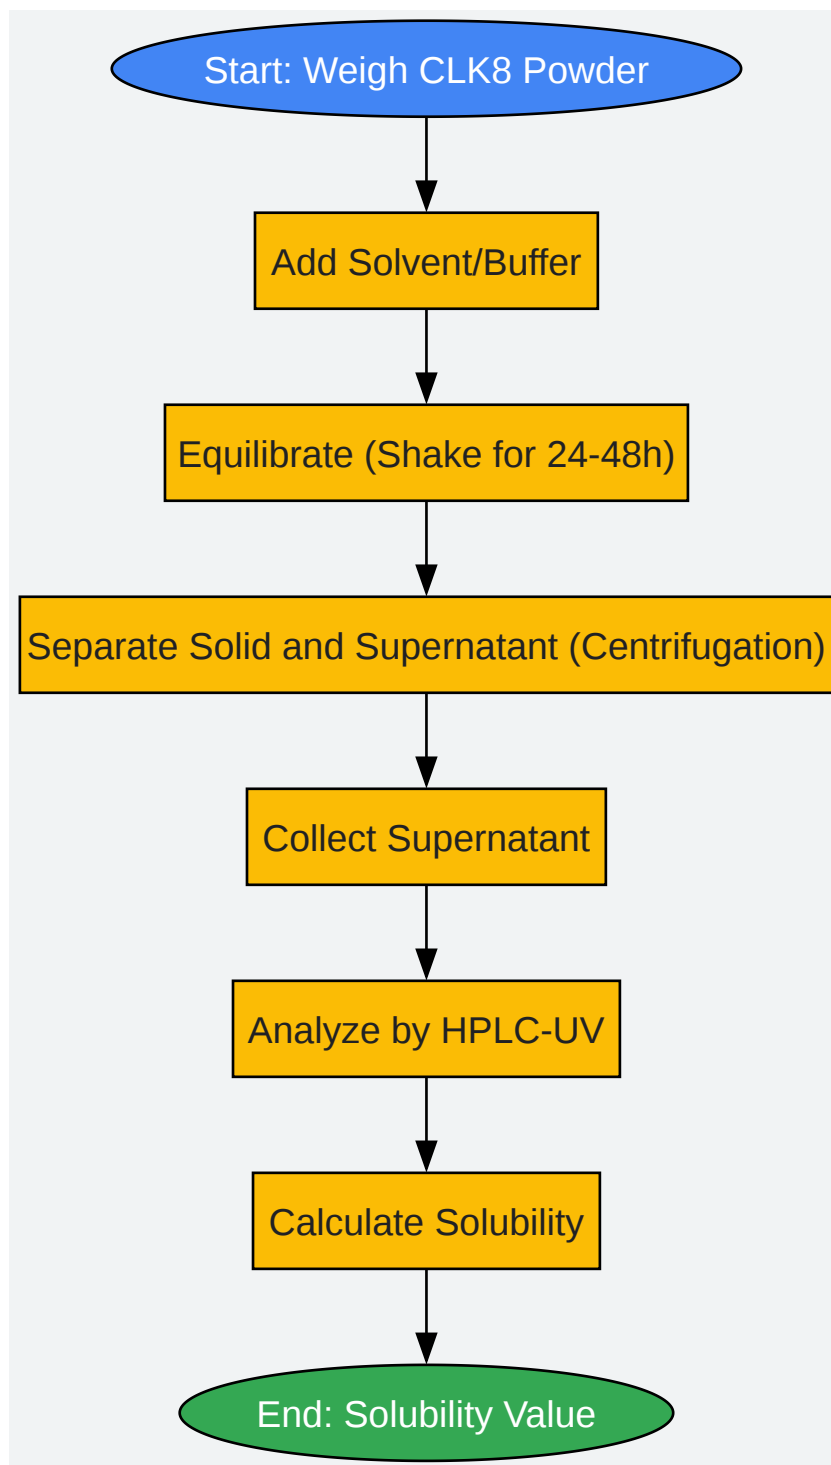 Start: Weigh CLK8 Powder
Add Solvent/Buffer
Equilibrate (Shake for 24-48h)
Separate Solid and Supernatant (Centrifugation)
Collect Supernatant
Analyze by HPLC-UV
Calculate Solubility
End: Solubility Value